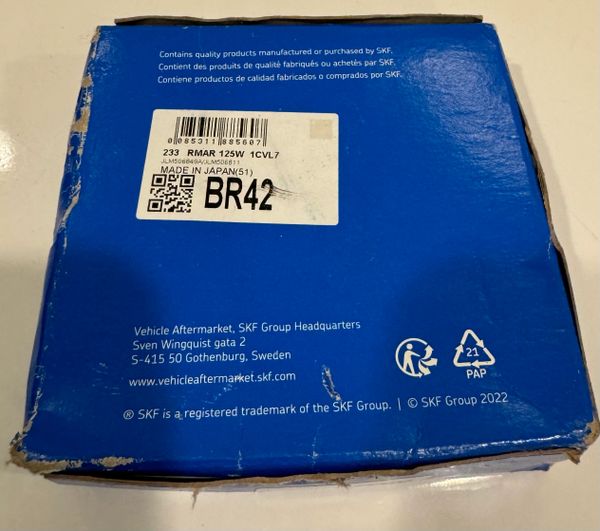 Contains quality products manufactured or purchased by SKF.
Contient des produits de qualité fabriqués ou achetés par SKF.
Contiene productos de calidad fabricados o comprados por SKF.
0 085311 885607
233 RMAR 125W 1CVL7
JLM506849A/JLM506811
MADE IN JAPAN(51)
BR42
Vehicle Aftermarket, SKF Group Headquarters
Sven Wingquist gata 2
S-415 50 Gothenburg, Sweden
www.vehicleaftermarket.skf.com
21
PAP
® SKF is a registered trademark of the SKF Group. | © SKF Group 2022